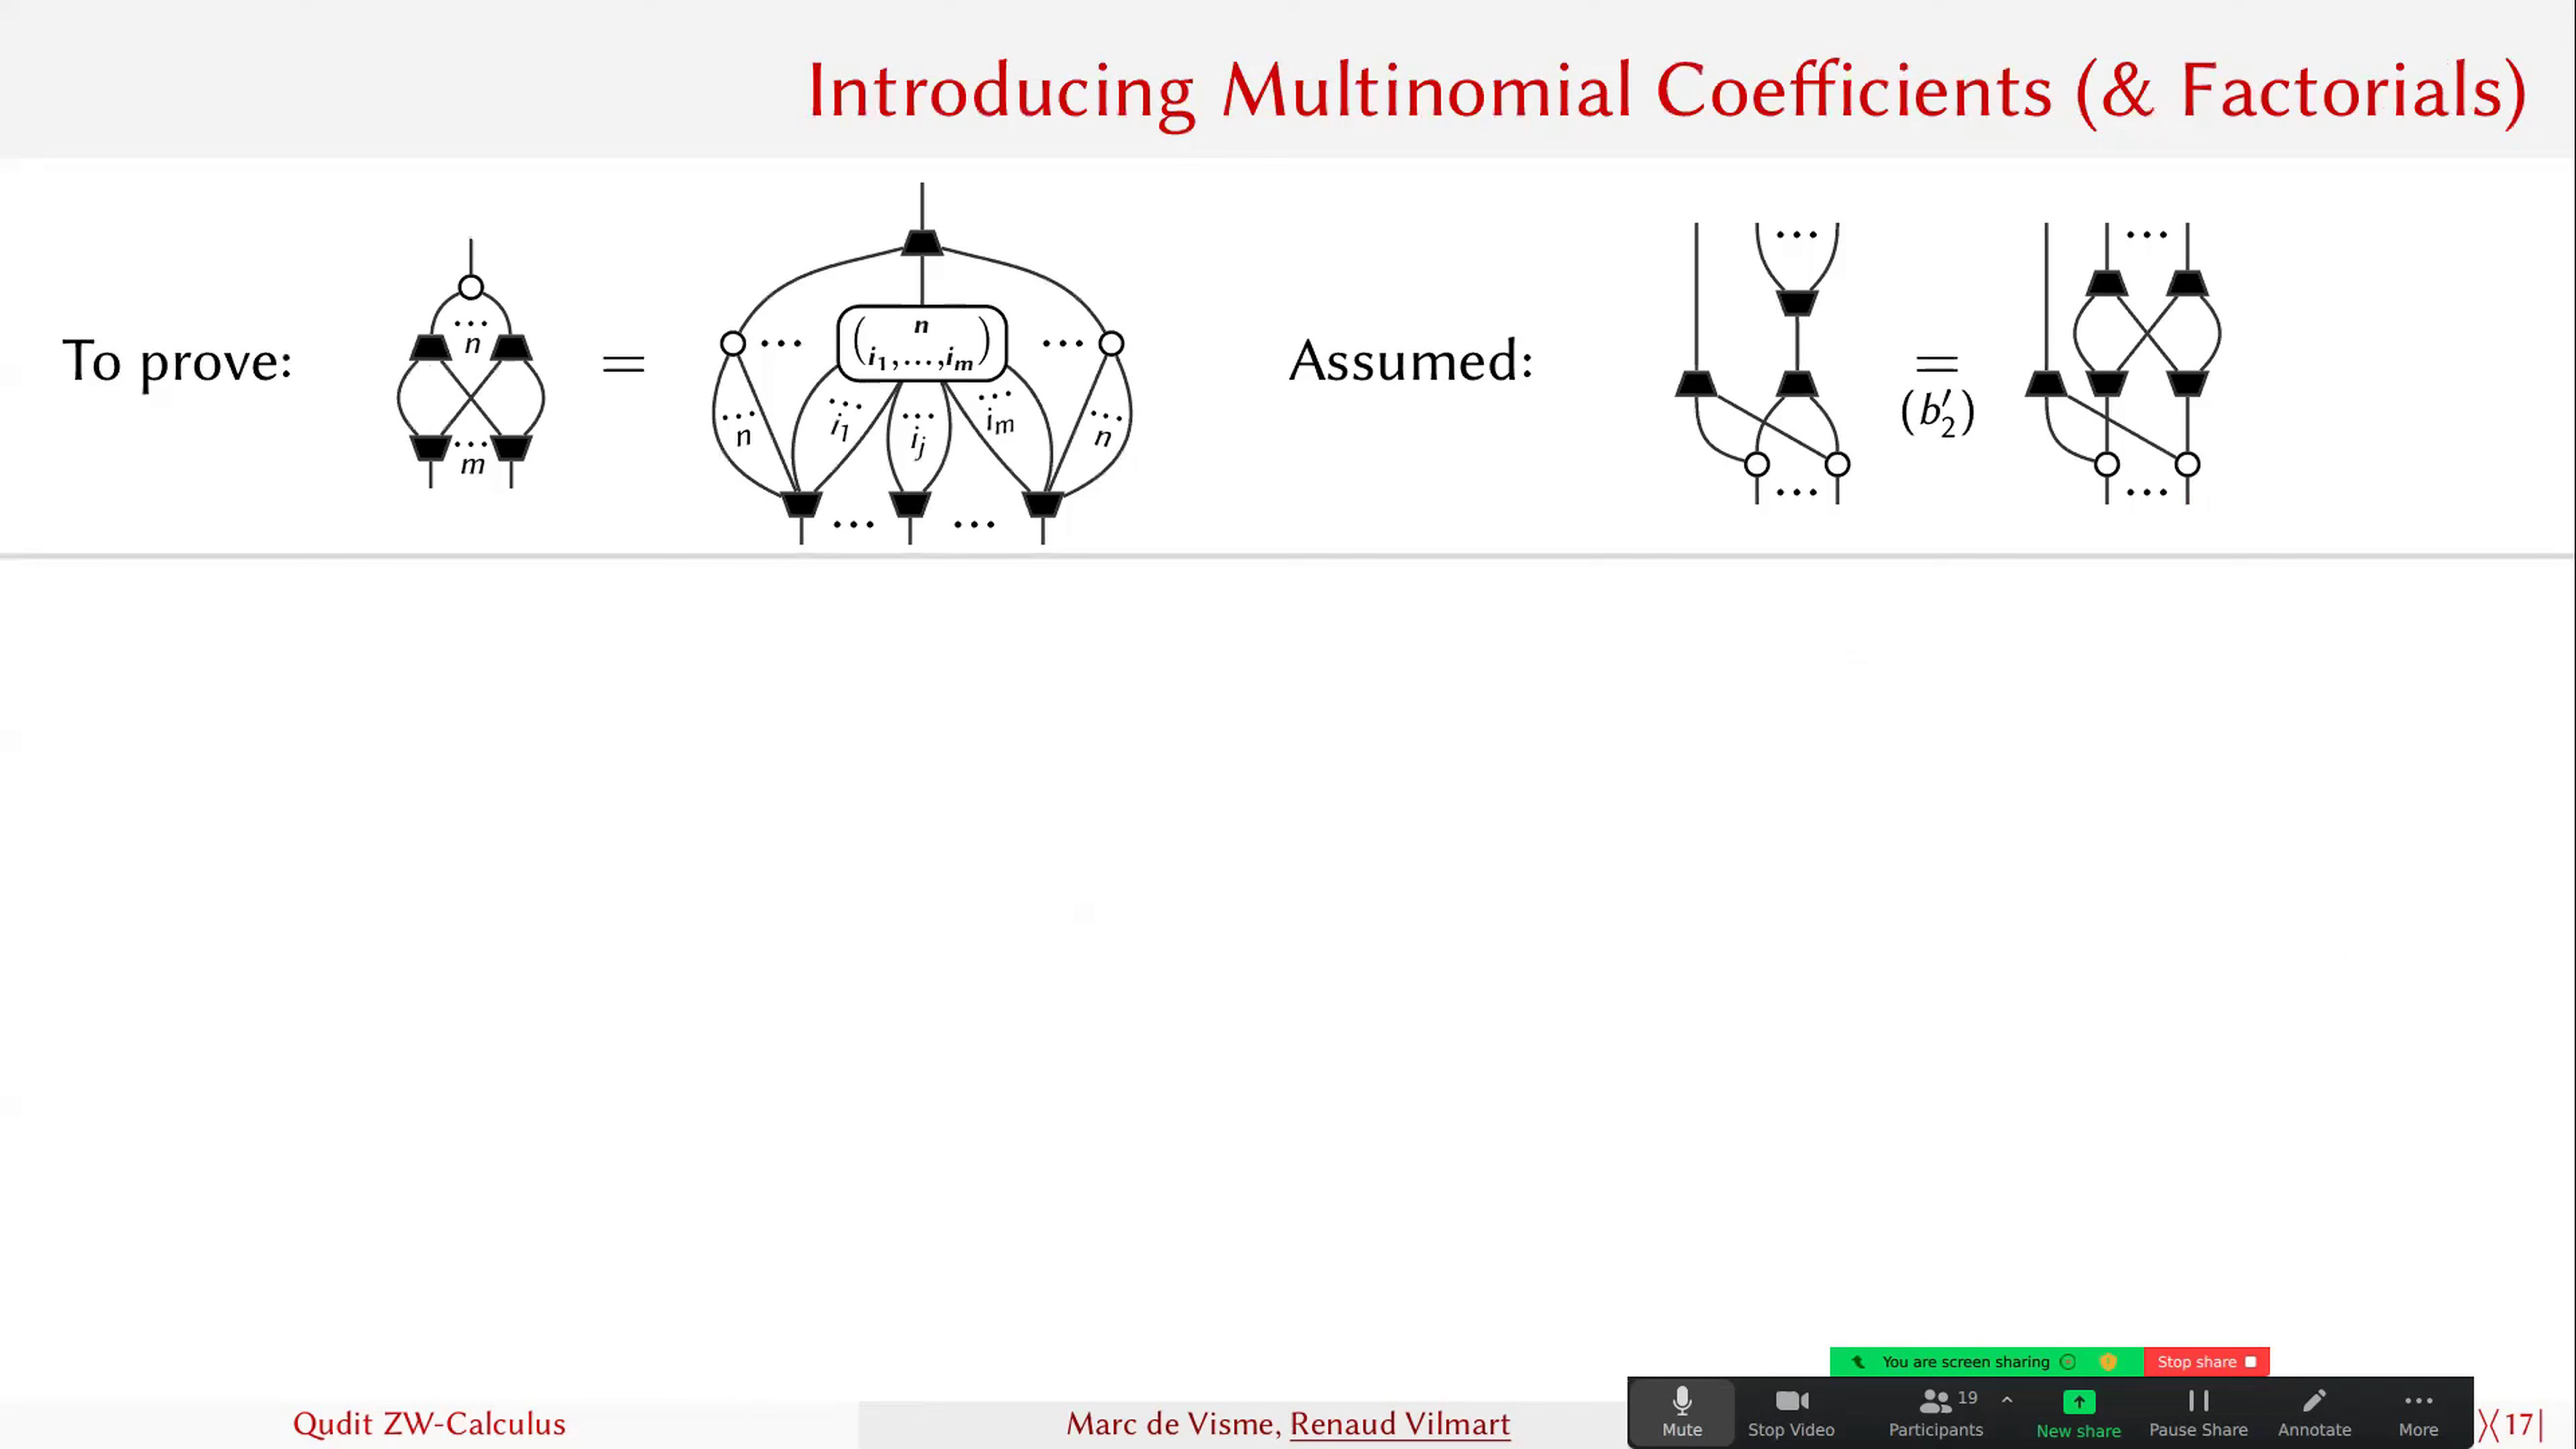 Introducing Multinomial Coefficients (& Factorials)
To prove:
⋯
n
⋯
m
=
n
i₁,…,iₘ
⋯
⋯
⋯
n
⋯
i₁
⋯
iⱼ
⋯
iₘ
⋯
n
⋯
⋯
Assumed:
⋯
⋯
=
(b′₂)
⋯
⋯
You are screen sharing
Stop share
Mute
Stop Video
Participants
19
New share
Pause Share
Annotate
More
Qudit ZW-Calculus
Marc de Visme, Renaud Vilmart
17